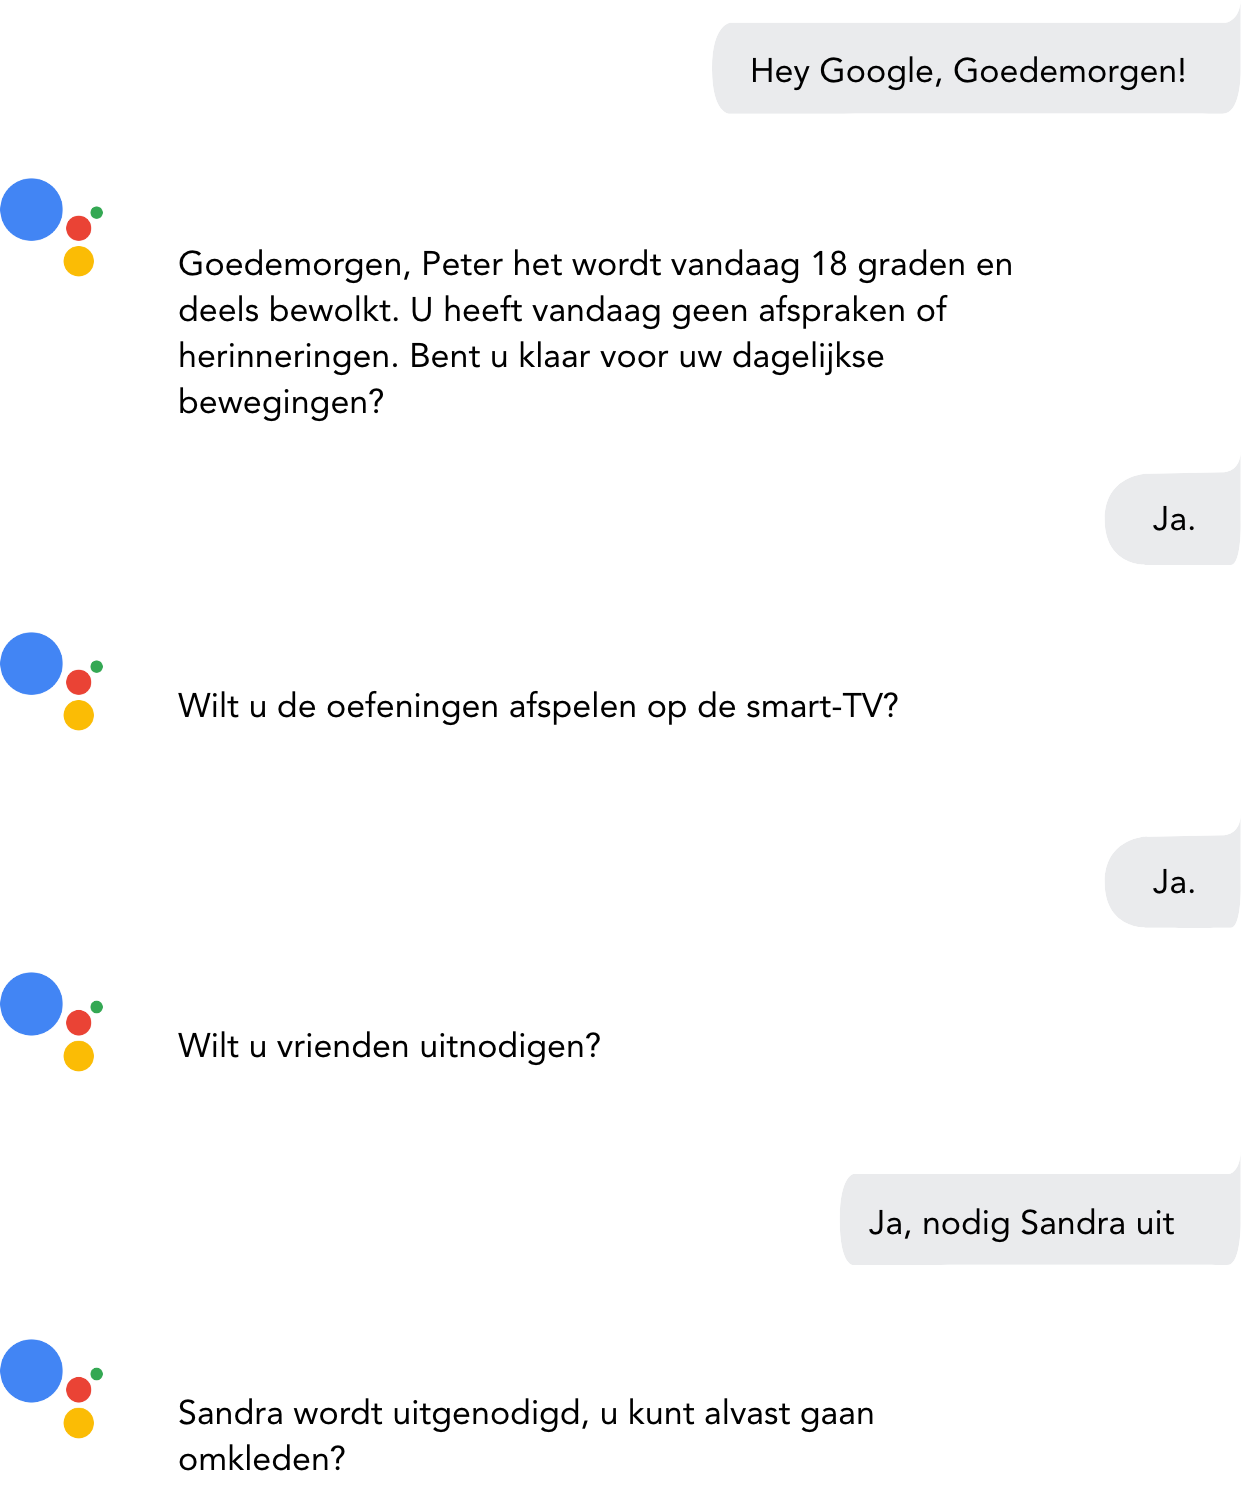 Hey Google, Goedemorgen!
Goedemorgen, Peter het wordt vandaag 18 graden en
deels bewolkt. U heeft vandaag geen afspraken of
herinneringen. Bent u klaar voor uw dagelijkse
bewegingen?
Ja.
Wilt u de oefeningen afspelen op de smart-TV?
Ja.
Wilt u vrienden uitnodigen?
Ja, nodig Sandra uit
Sandra wordt uitgenodigd, u kunt alvast gaan
omkleden?